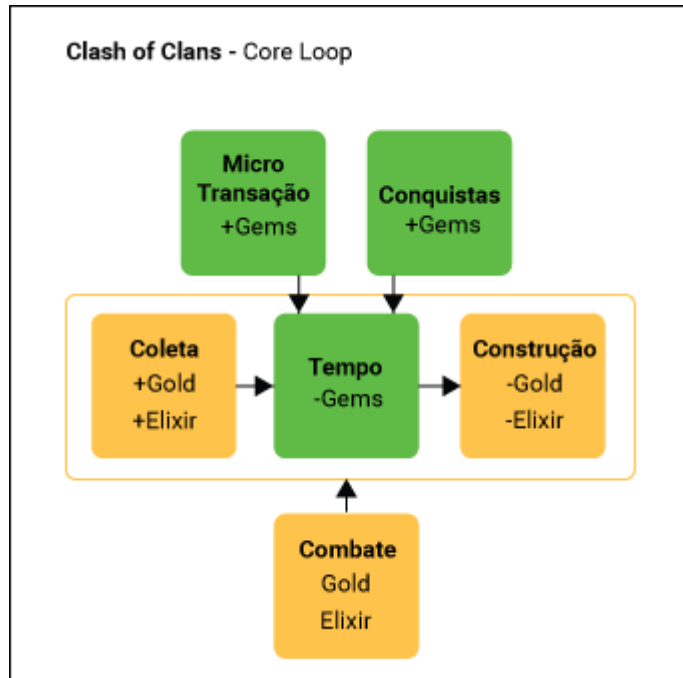 Clash of Clans - Core Loop
Micro
Transação
+Gems
Conquistas
+Gems
Coleta
+Gold
+Elixir
Tempo
-Gems
Construção
-Gold
-Elixir
Combate
Gold
Elixir